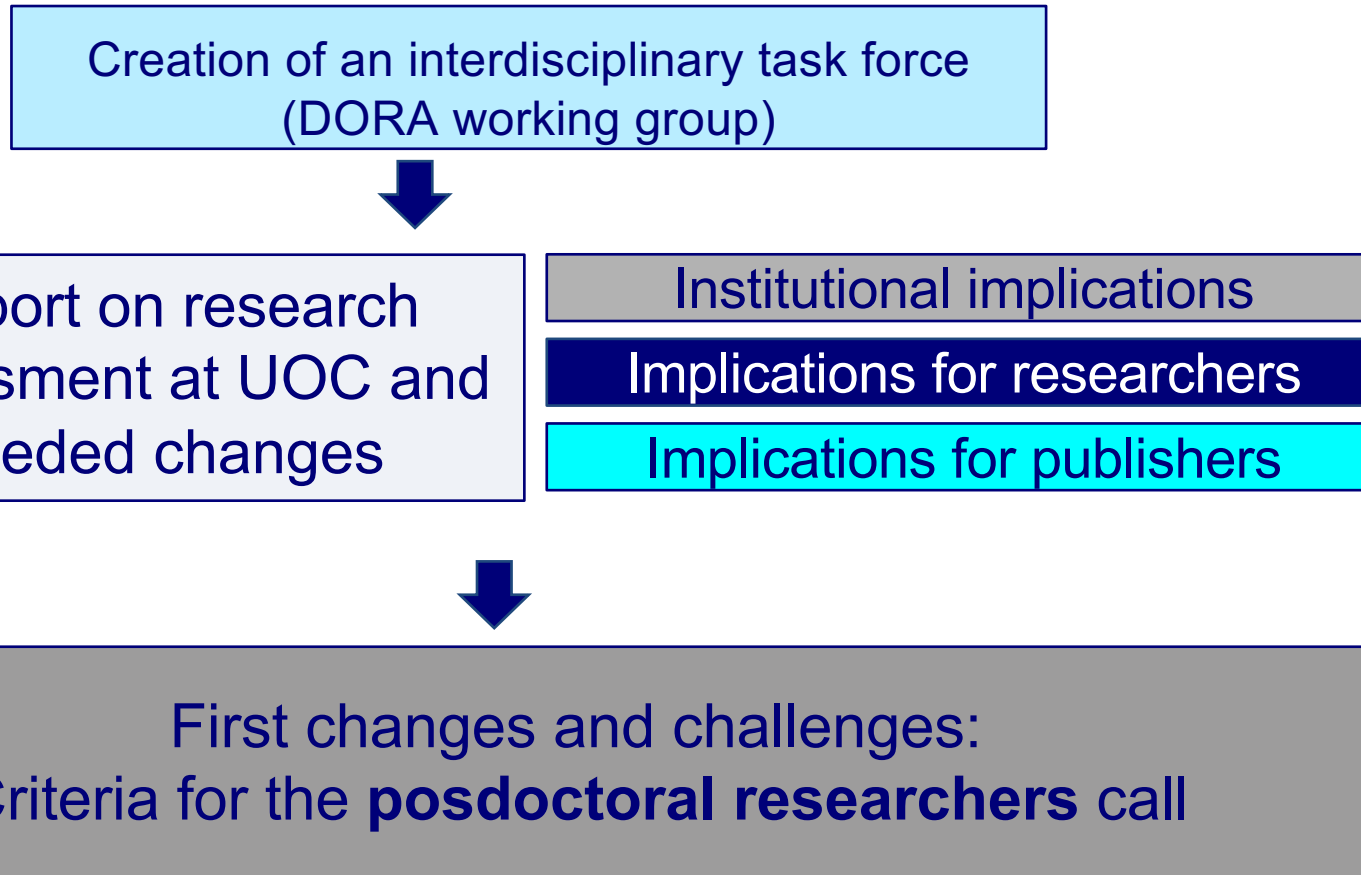 Creation of an interdisciplinary task force
(DORA working group)
port on research
sment at UOC and
eded changes
Institutional implications
Implications for researchers
Implications for publishers
First changes and challenges:
Criteria for the posdoctoral researchers call